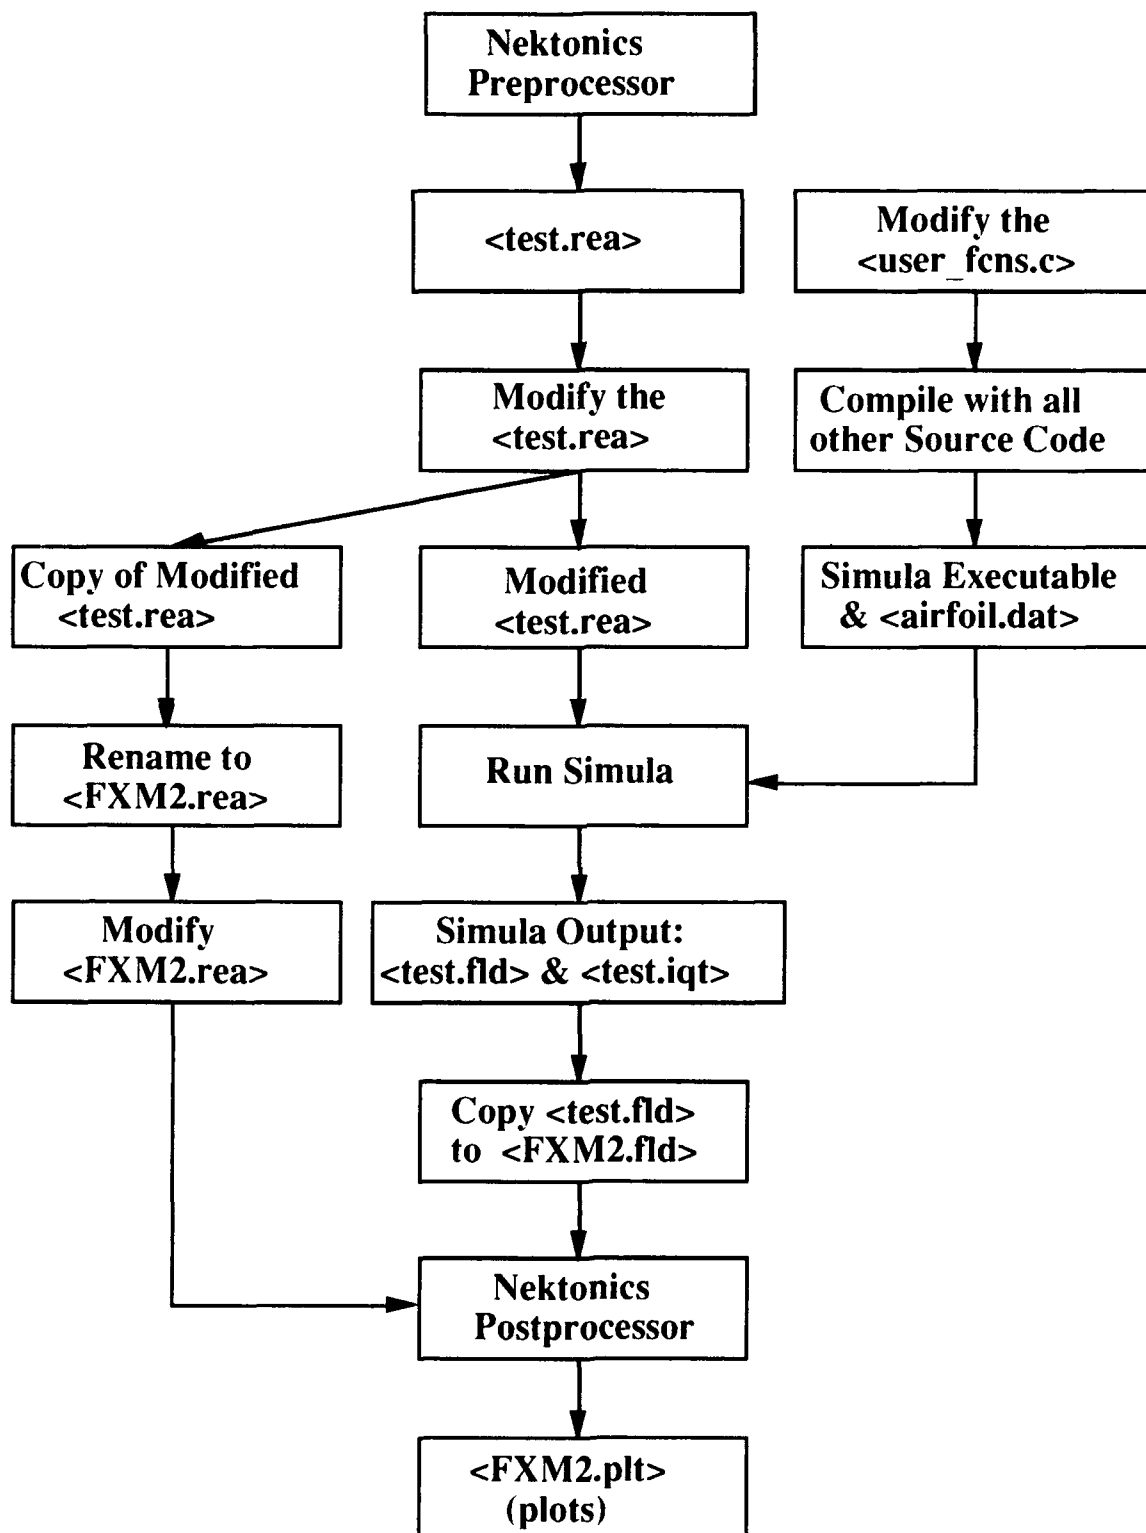 Nektonics
Preprocessor
<test.rea>
Modify the
<user_fcns.c>
Modify the
<test.rea>
Compile with all
other Source Code
Copy of Modified
<test.rea>
Modified
<test.rea>
Simula Executable
& <airfoil.dat>
Rename to
<FXM2.rea>
Run Simula
Modify
<FXM2.rea>
Simula Output:
<test.fld> & <test.iqt>
Copy <test.fld>
to <FXM2.fld>
Nektonics
Postprocessor
<FXM2.plt>
(plots)